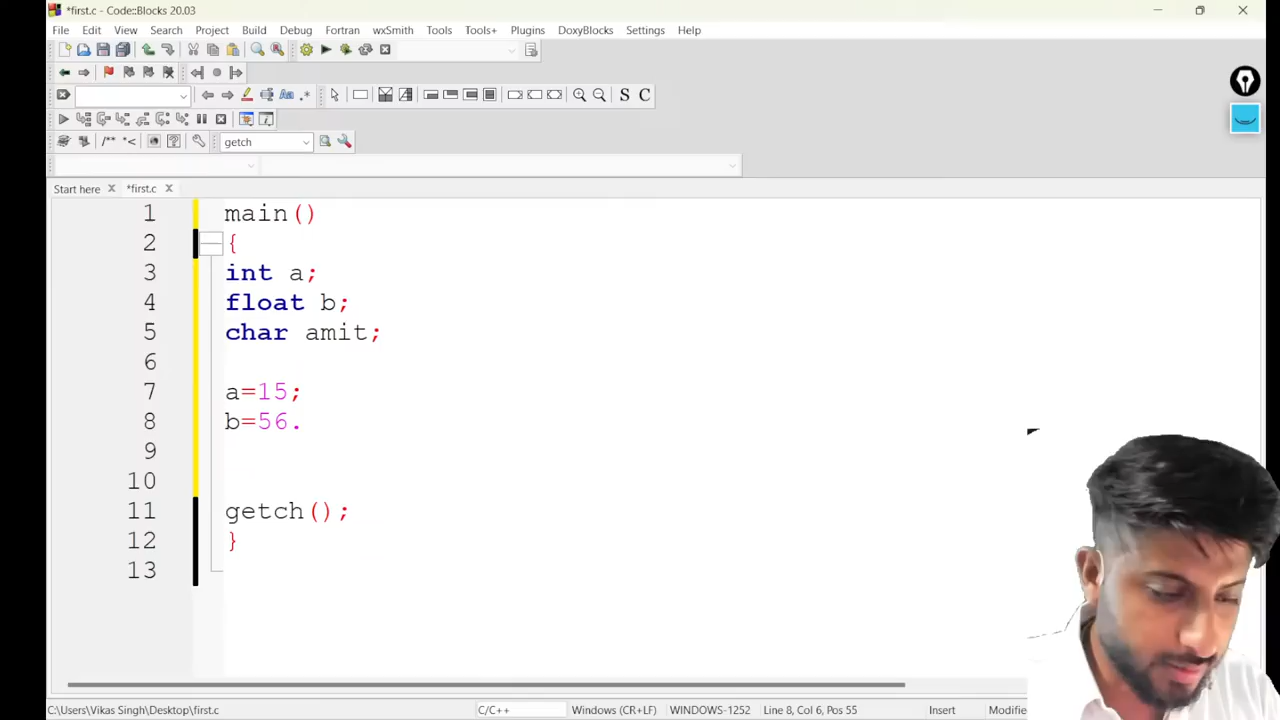 *first.c - Code::Blocks 20.03
File Edit View Search Project Build Debug Fortran wxSmith Tools Tools+ Plugins DoxyBlocks Settings Help
S C
/** *<
getch
Start here *first.c
1 main()
2 {
3 int a;
4 float b;
5 char amit;
6
7 a=15;
8 b=56.
9
10
11 getch();
12 }
13
C:\Users\Vikas Singh\Desktop\first.c C/C++ Windows (CR+LF) WINDOWS-1252 Line 8, Col 6, Pos 55 Insert Modifie